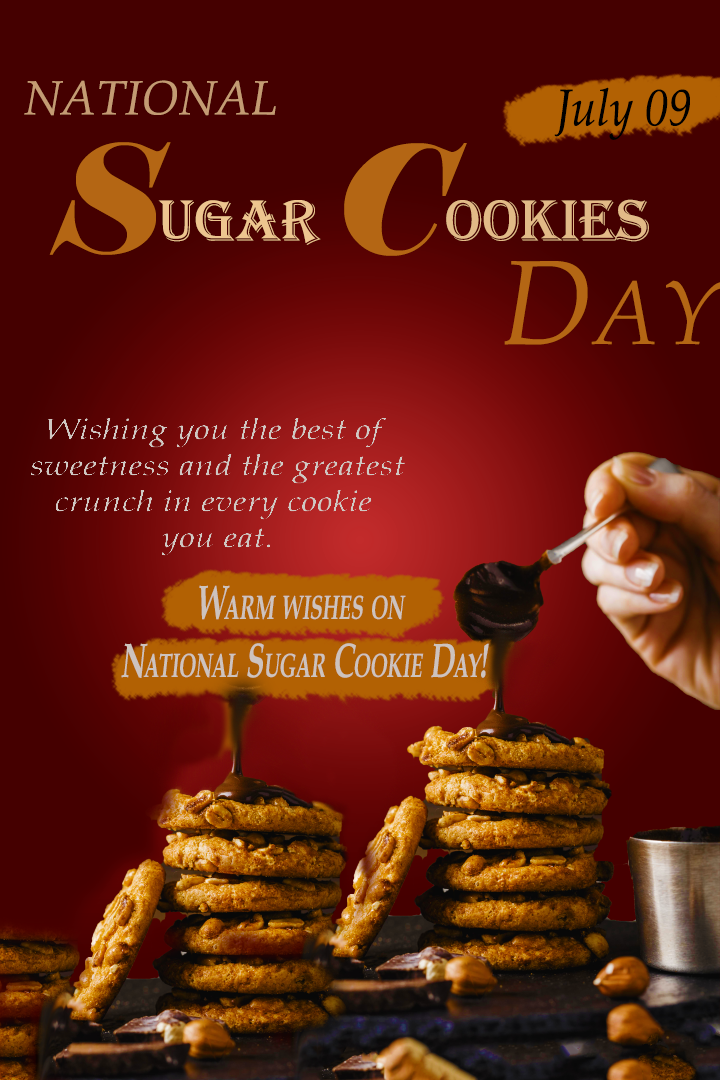 NATIONAL
July 09
SUGAR COOKIES
DAY
Wishing you the best of
sweetness and the greatest
crunch in every cookie
you eat.
WARM WISHES ON
NATIONAL SUGAR COOKIE DAY!